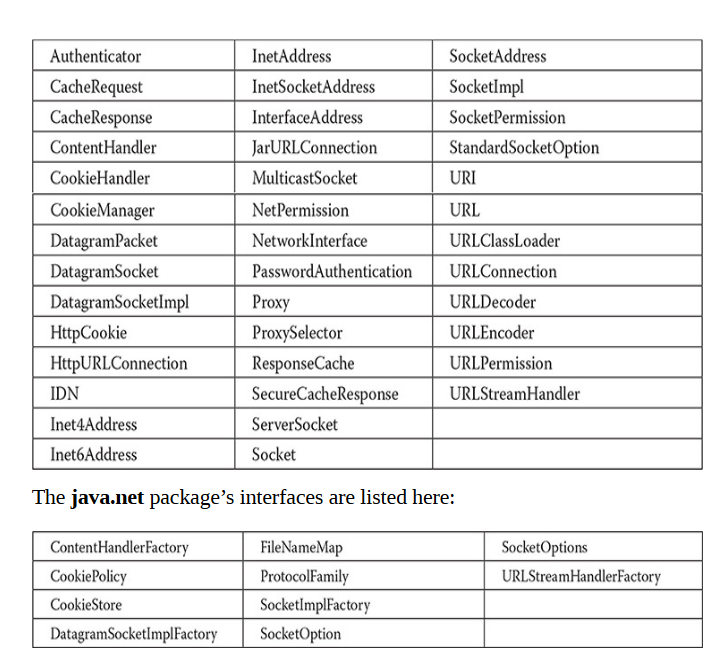 Authenticator InetAddress SocketAddress
CacheRequest InetSocketAddress SocketImpl
CacheResponse InterfaceAddress SocketPermission
ContentHandler JarURLConnection StandardSocketOption
CookieHandler MulticastSocket URI
CookieManager NetPermission URL
DatagramPacket NetworkInterface URLClassLoader
DatagramSocket PasswordAuthentication URLConnection
DatagramSocketImpl Proxy URLDecoder
HttpCookie ProxySelector URLEncoder
HttpURLConnection ResponseCache URLPermission
IDN SecureCacheResponse URLStreamHandler
Inet4Address ServerSocket
Inet6Address Socket
The java.net package’s interfaces are listed here:
ContentHandlerFactory FileNameMap SocketOptions
CookiePolicy ProtocolFamily URLStreamHandlerFactory
CookieStore SocketImplFactory
DatagramSocketImplFactory SocketOption